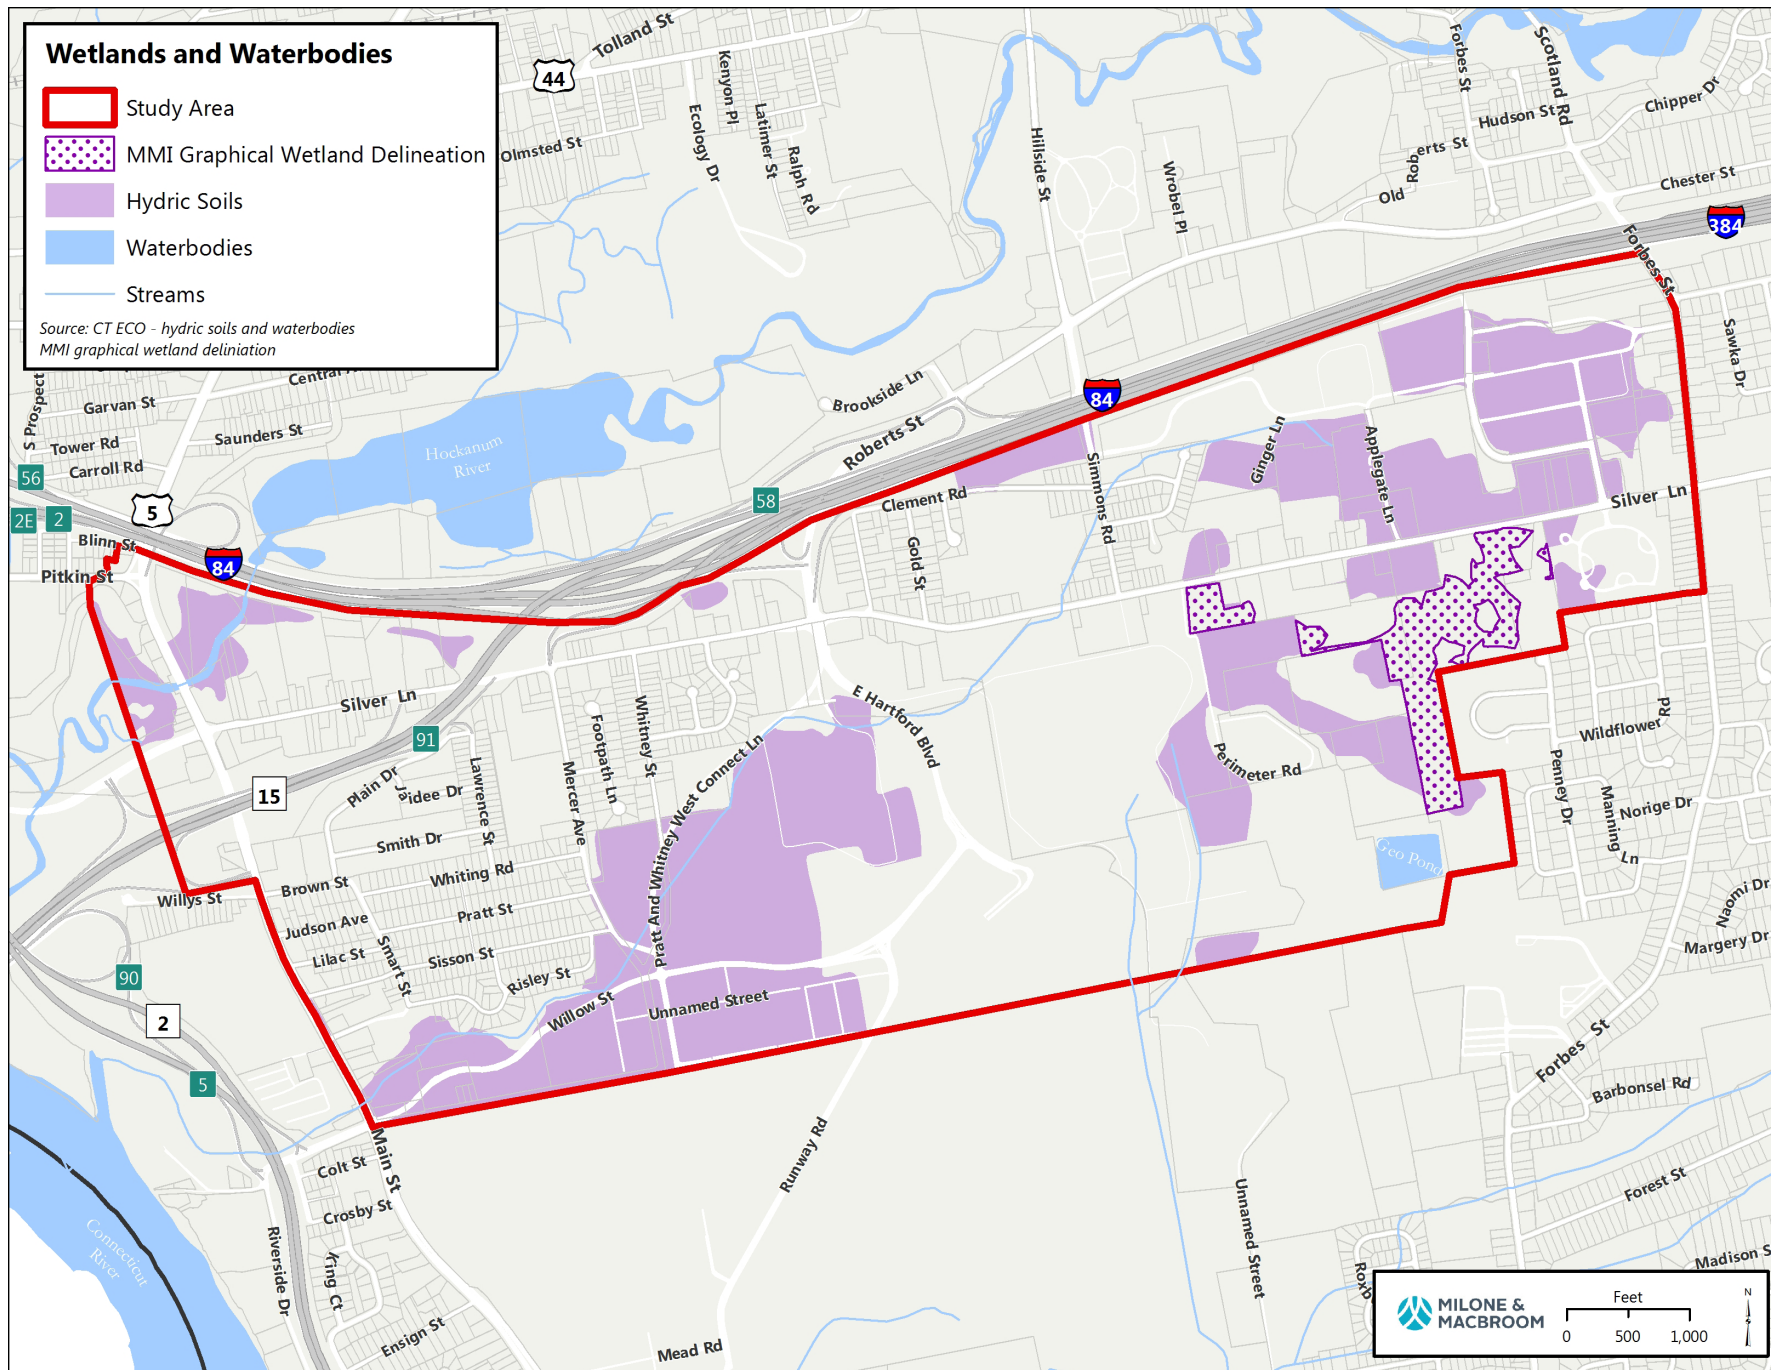 Wetlands and Waterbodies
Study Area
MMI Graphical Wetland Delineation
Hydric Soils
Waterbodies
Streams
Source: CT ECO - hydric soils and waterbodies
MMI graphical wetland deliniation
Tolland St
44
Kenyon Pl
Ecology Dr
Latimer St
Ralph Rd
Olmsted St
Hillside St
Wrobel Pl
Forbes St
Scotland Rd
Hudson St
Chipper Dr
Old Roberts St
Chester St
384
Forbes St
Sawka Dr
S Prospect
Central
Garvan St
Tower Rd
Saunders St
Carroll Rd
Hockanum
River
Brookside Ln
Roberts St
84
56
2E
2
5
58
Blinn St
84
Pitkin St
Clement Rd
Gold St
Simmons Rd
Ginger Ln
Applegate Ln
Silver Ln
Silver Ln
91
15
Plain Dr
Jaidee Dr
Lawrence St
Smith Dr
Mercer Ave
Footpath Ln
Whitney St
Pratt And Whitney West Connect Ln
E Hartford Blvd
Perimeter Rd
Wildflower Rd
Penney Dr
Manning Ln
Norige Dr
Geo Pond
Naomi Dr
Margery Dr
Willys St
Brown St
Whiting Rd
Judson Ave
Pratt St
Lilac St
Smart St
Sisson St
Risley St
Willow St
Unnamed Street
90
2
5
Forbes St
Barbonsel Rd
Main St
Colt St
Crosby St
Riverside Dr
King Ct
Ensign St
Connecticut
River
Runway Rd
Mead Rd
Unnamed Street
Forest St
Madison S
Roxb
MILONE &
MACBROOM
Feet
0 500 1,000
N